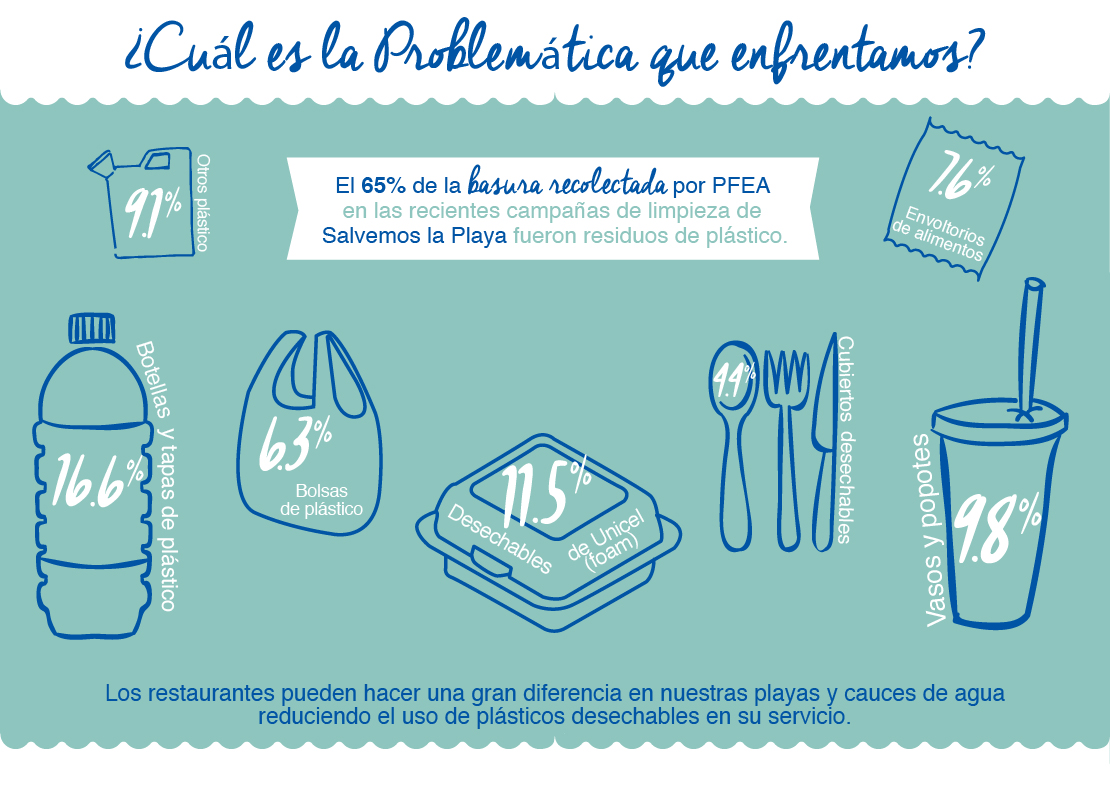 ¿Cuál es la Problemática que enfrentamos?
9.1%
Otros plástico
El 65% de la basura recolectada por PFEA
en las recientes campañas de limpieza de
Salvemos la Playa fueron residuos de plástico.
7.6%
Envoltorios
de alimentos
16.6%
Botellas y tapas de plástico
6.3%
Bolsas
de plástico
11.5%
Desechables
de Unicel
(foam)
4.4%
Cubiertos desechables
9.8%
Vasos y popotes
Los restaurantes pueden hacer una gran diferencia en nuestras playas y cauces de agua
reduciendo el uso de plásticos desechables en su servicio.